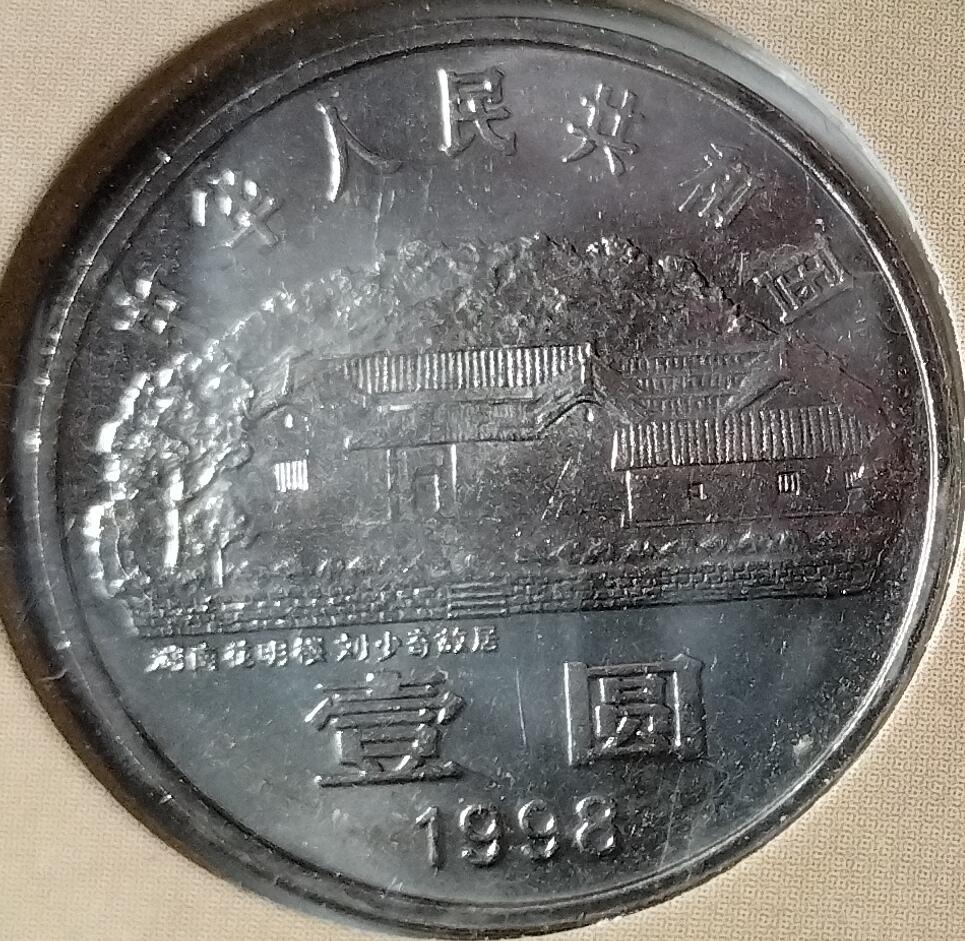 中华人民共和国
湖南花明楼 刘少奇故居
壹圆
1998